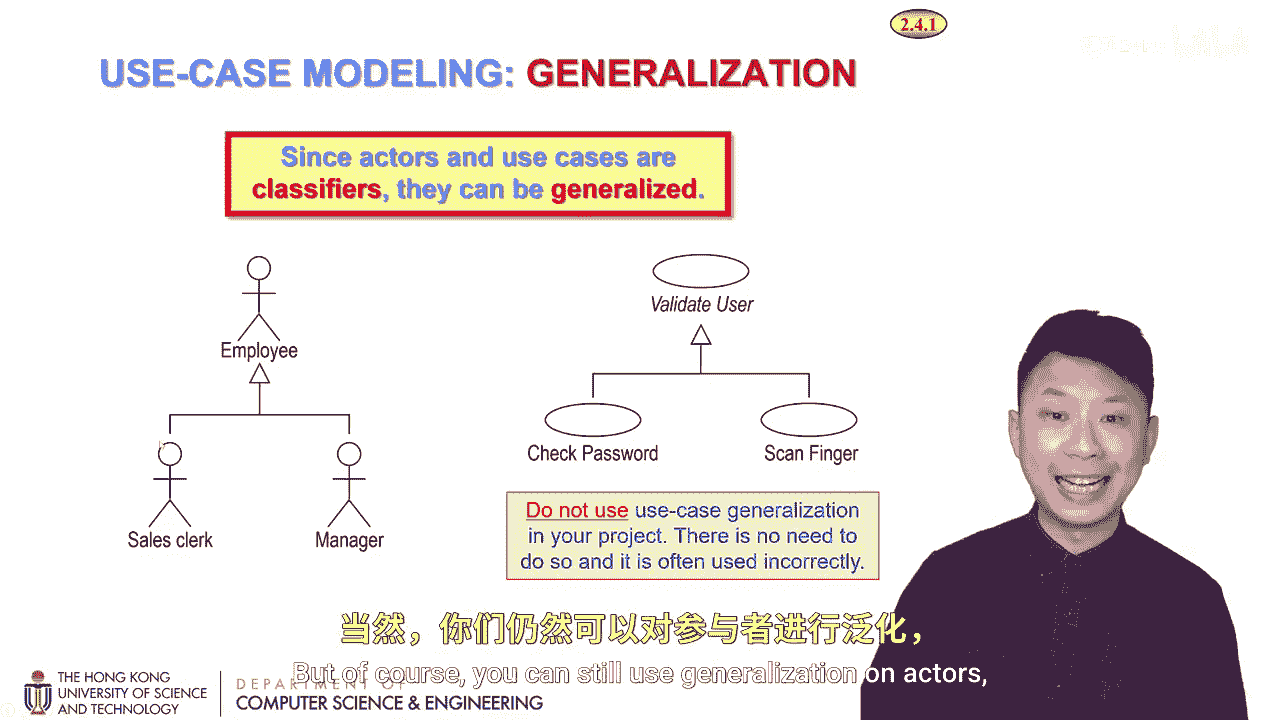 2.4.1
USE-CASE MODELING: GENERALIZATION
Since actors and use cases are
classifiers, they can be generalized.
Employee
Sales clerk
Manager
Validate User
Check Password
Scan Finger
Do not use use-case generalization
in your project. There is no need to
do so and it is often used incorrectly.
当然，你们仍然可以对参与者进行泛化，
But of course, you can still use generalization on actors,
THE HONG KONG
UNIVERSITY OF SCIENCE
AND TECHNOLOGY
DEPARTMENT OF
COMPUTER SCIENCE & ENGINEERING